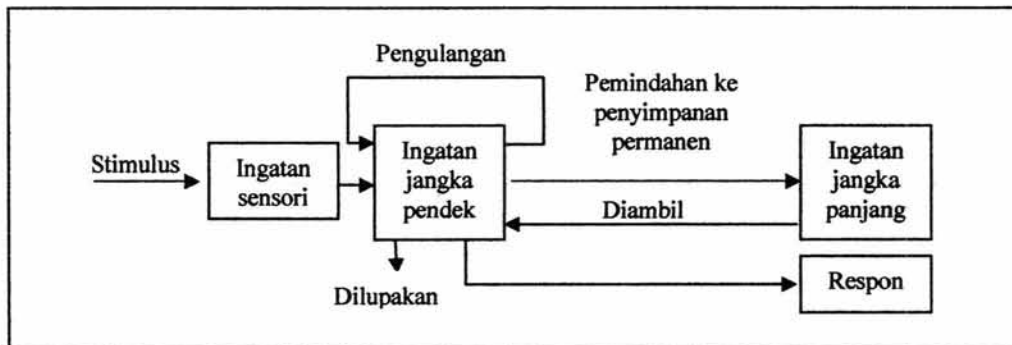 Pengulangan
Pemindahan ke
penyimpanan
permanen
Stimulus
Ingatan
sensori
Ingatan
jangka
pendek
Ingatan
jangka
panjang
Diambil
Dilupakan
Respon